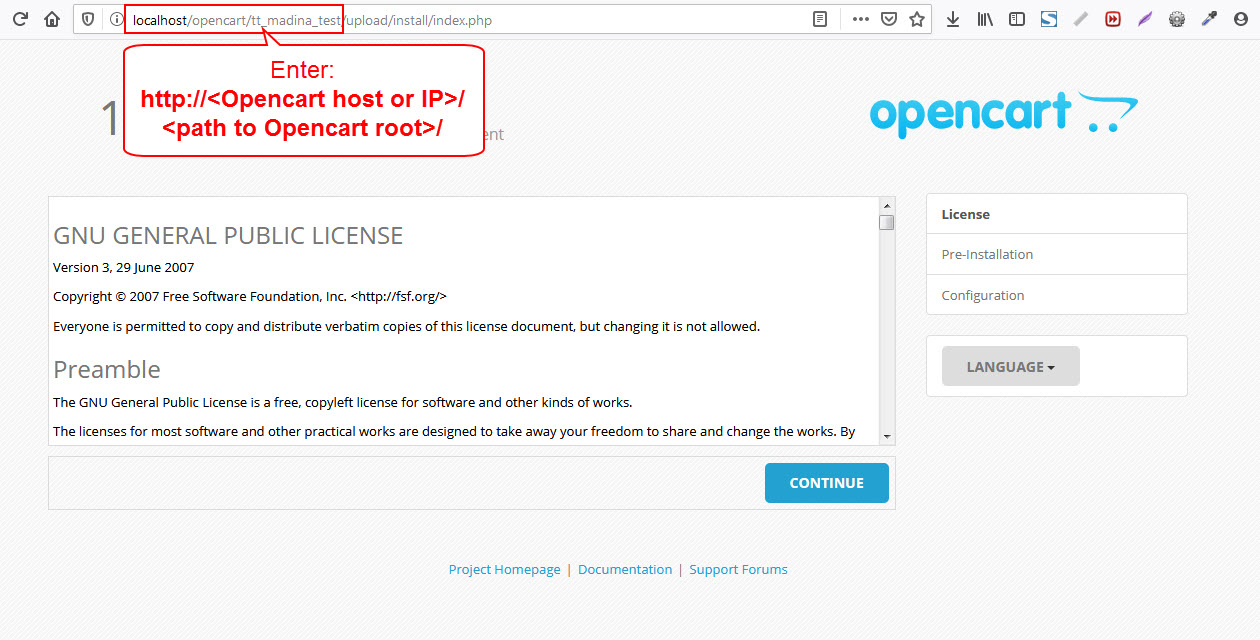 localhost/opencart/tt_madina_test/upload/install/index.php
Enter:
http://<Opencart host or IP>/
<path to Opencart root>/
1
ent
opencart
GNU GENERAL PUBLIC LICENSE
Version 3, 29 June 2007
Copyright © 2007 Free Software Foundation, Inc. <http://fsf.org/>
Everyone is permitted to copy and distribute verbatim copies of this license document, but changing it is not allowed.
Preamble
The GNU General Public License is a free, copyleft license for software and other kinds of works.
The licenses for most software and other practical works are designed to take away your freedom to share and change the works. By
License
Pre-Installation
Configuration
LANGUAGE
CONTINUE
Project Homepage | Documentation | Support Forums